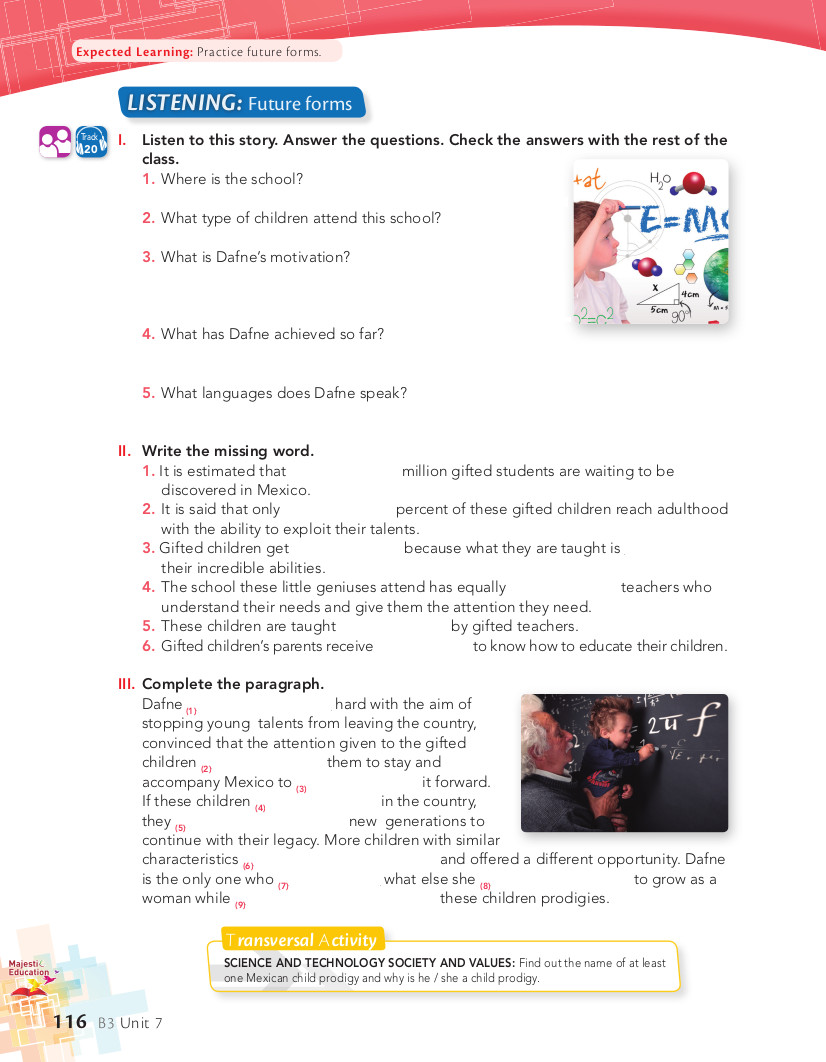 Expected Learning: Practice future forms.
LISTENING: Future forms
Track
20
I. Listen to this story. Answer the questions. Check the answers with the rest of the
class.
1. Where is the school?
2. What type of children attend this school?
3. What is Dafne's motivation?
4. What has Dafne achieved so far?
5. What languages does Dafne speak?
+at
H2O
E=MC
x
4cm
5cm
90°
II. Write the missing word.
1. It is estimated that million gifted students are waiting to be
discovered in Mexico.
2. It is said that only percent of these gifted children reach adulthood
with the ability to exploit their talents.
3. Gifted children get because what they are taught is
their incredible abilities.
4. The school these little geniuses attend has equally teachers who
understand their needs and give them the attention they need.
5. These children are taught by gifted teachers.
6. Gifted children's parents receive to know how to educate their children.
III. Complete the paragraph.
Dafne (1) hard with the aim of
stopping young talents from leaving the country,
convinced that the attention given to the gifted
children (2) them to stay and
accompany Mexico to (3) it forward.
If these children (4) in the country,
they (5) new generations to
continue with their legacy. More children with similar
characteristics (6) and offered a different opportunity. Dafne
is the only one who (7) what else she (8) to grow as a
woman while (9) these children prodigies.
2π f
Transversal Activity
SCIENCE AND TECHNOLOGY SOCIETY AND VALUES: Find out the name of at least
one Mexican child prodigy and why is he / she a child prodigy.
Majestic
Education
116 B3 Unit 7